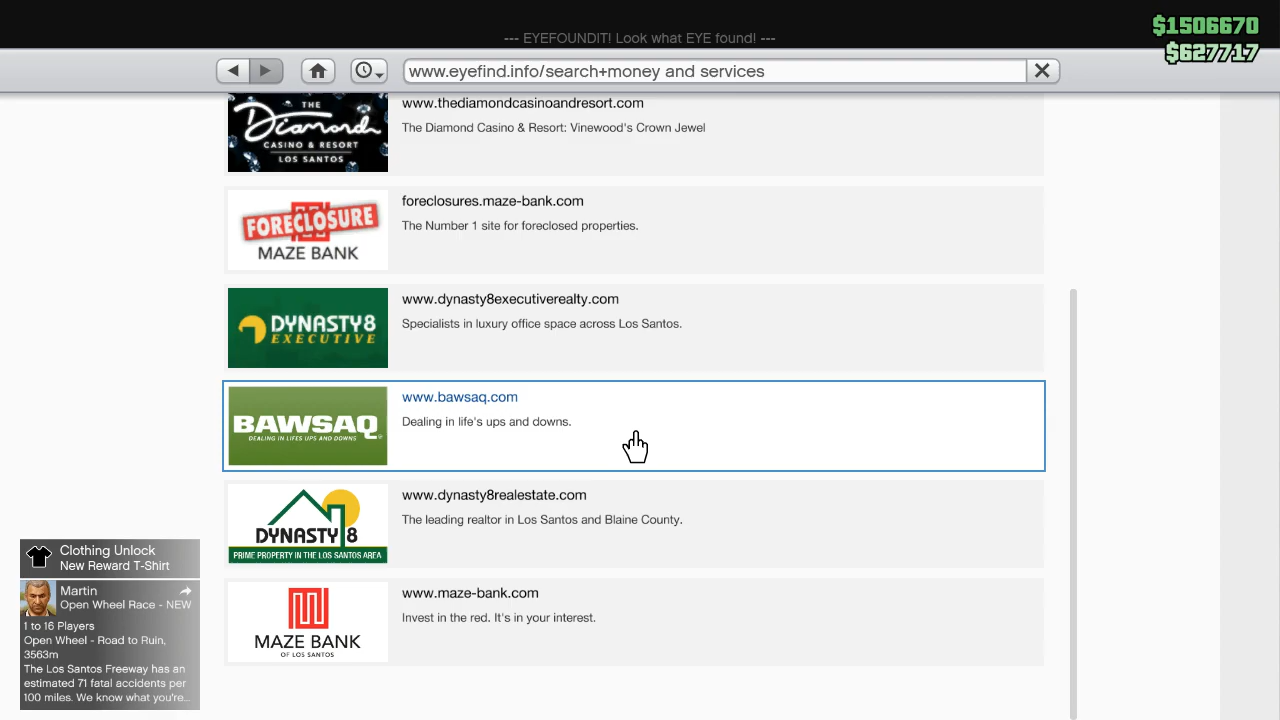 --- EYEFOUNDIT! Look what EYE found! ---
$1506670
$627717
www.eyefind.info/search+money and services
THE
Diamond
CASINO & RESORT
LOS SANTOS
www.thediamondcasinoandresort.com
The Diamond Casino & Resort: Vinewood's Crown Jewel
FORECLOSURE
MAZE BANK
foreclosures.maze-bank.com
The Number 1 site for foreclosed properties.
DYNASTY8
EXECUTIVE
www.dynasty8executiverealty.com
Specialists in luxury office space across Los Santos.
BAWSAQ
DEALING IN LIFES UPS AND DOWNS
www.bawsaq.com
Dealing in life's ups and downs.
DYNASTY 8
PRIME PROPERTY IN THE LOS SANTOS AREA
www.dynasty8realestate.com
The leading realtor in Los Santos and Blaine County.
MAZE BANK
OF LOS SANTOS
www.maze-bank.com
Invest in the red. It's in your interest.
Clothing Unlock
New Reward T-Shirt
Martin
Open Wheel Race - NEW
1 to 16 Players
Open Wheel - Road to Ruin,
3563m
The Los Santos Freeway has an
estimated 71 fatal accidents per
100 miles. We know what you're...